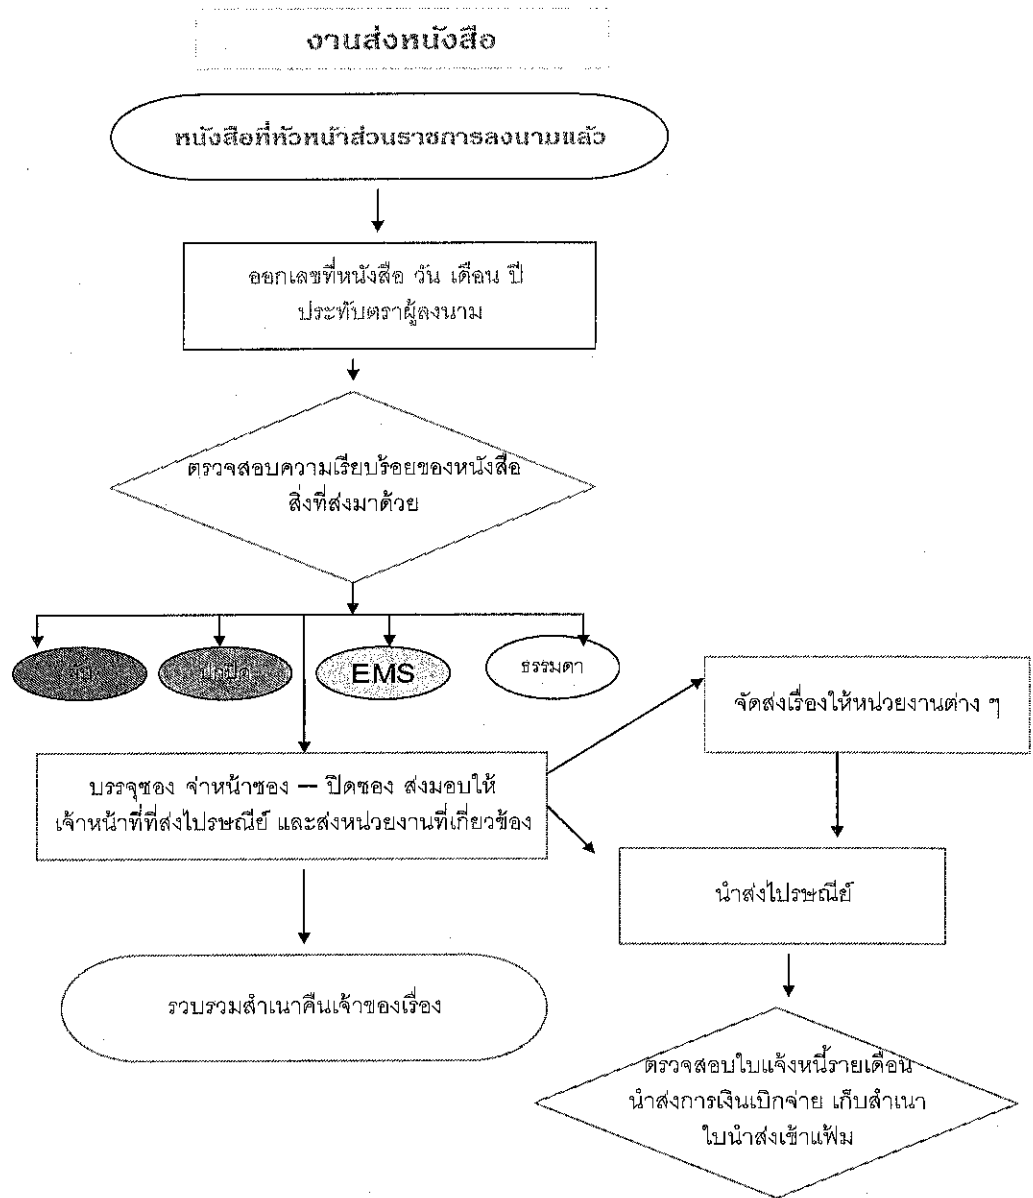 งานส่งหนังสือ
หนังสือที่หัวหน้าส่วนราชการลงนามแล้ว
ออกเลขที่หนังสือ วัน เดือน ปี
ประทับตราผู้ลงนาม
ตรวจสอบความเรียบร้อยของหนังสือ
สิ่งที่ส่งมาด้วย
EMS
ธรรมดา
จัดส่งเรื่องให้หน่วยงานต่าง ๆ
บรรจุซอง จ่าหน้าซอง – ปิดซอง ส่งมอบให้
เจ้าหน้าที่ที่ส่งไปรษณีย์ และส่งหน่วยงานที่เกี่ยวข้อง
นำส่งไปรษณีย์
รวบรวมสำเนาคืนเจ้าของเรื่อง
ตรวจสอบใบแจ้งหนี้รายเดือน
นำส่งการเงินเบิกจ่าย เก็บสำเนา
ใบนำส่งเข้าแฟ้ม